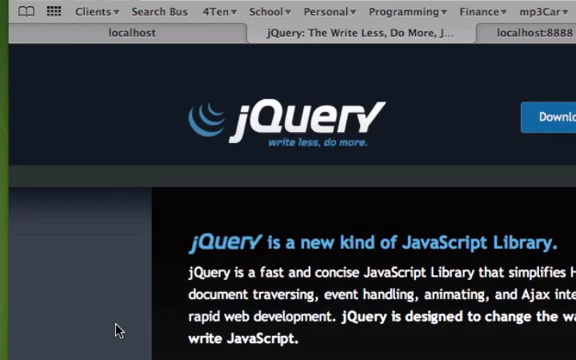 Clients Search Bus 4Ten School Personal Programming Finance mp3Car
localhost jQuery: The Write Less, Do More, J... localhost:8888
jQuery
write less, do more.
jQuery is a new kind of JavaScript Library.
jQuery is a fast and concise JavaScript Library that simplifies
document traversing, event handling, animating, and Ajax
rapid web development. jQuery is designed to change the
write JavaScript.